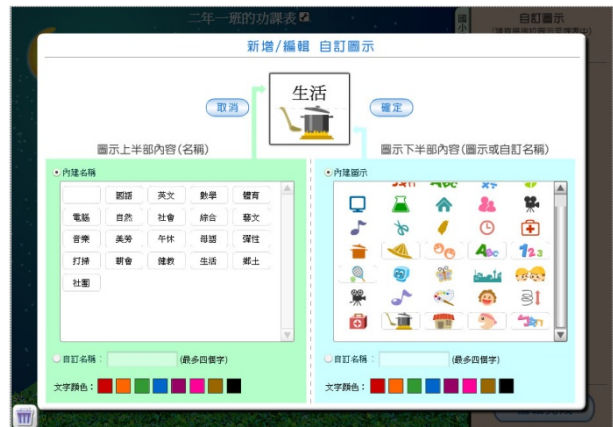 二年一班的功課表
國小
自訂圖示
新增/編輯 自訂圖示
生活
取消
確定
圖示上半部內容(名稱)
圖示下半部內容(圖示或自訂名稱)
內建名稱
國語 英文 數學 體育
電腦 自然 社會 綜合 藝文
音樂 美勞 午休 母語 彈性
打掃 朝會 健教 生活 鄉土
社團
自訂名稱：
(最多四個字)
文字顏色：
內建圖示
ABC
123
自訂名稱：
(最多四個字)
文字顏色：